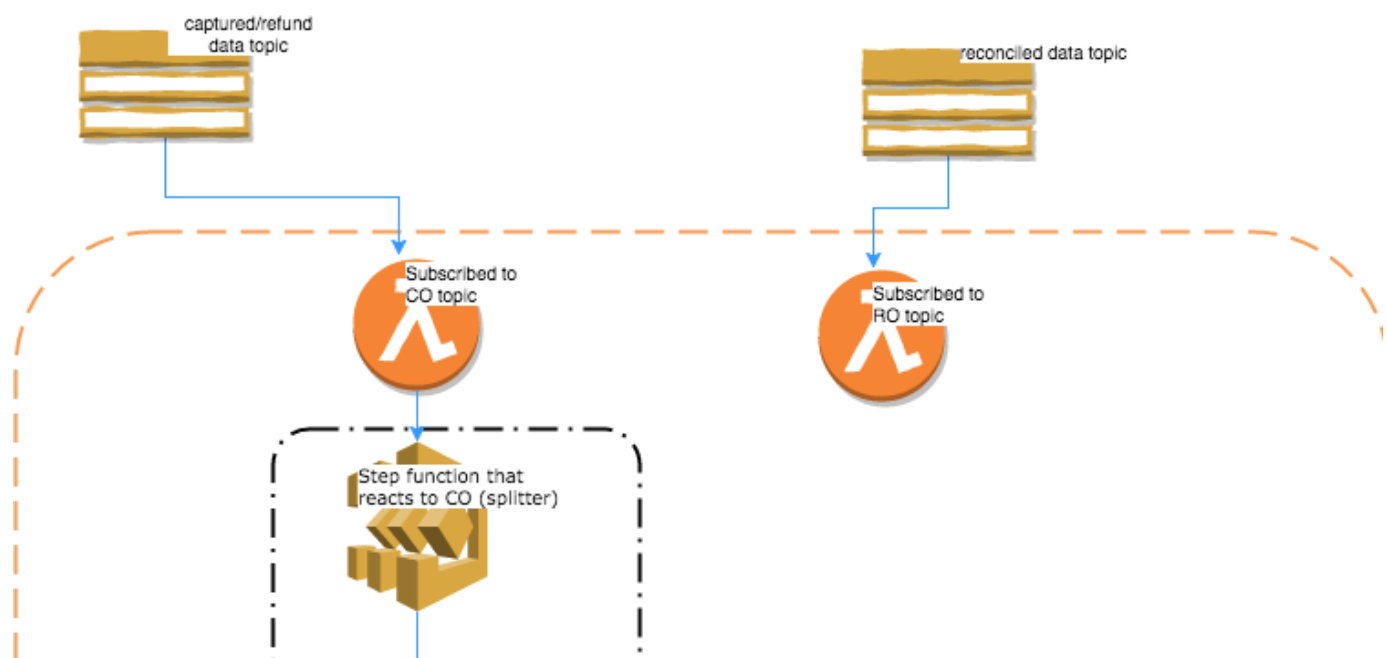 captured/refund
data topic
reconciled data topic
Subscribed to
CO topic
Subscribed to
RO topic
Step function that
reacts to CO (splitter)